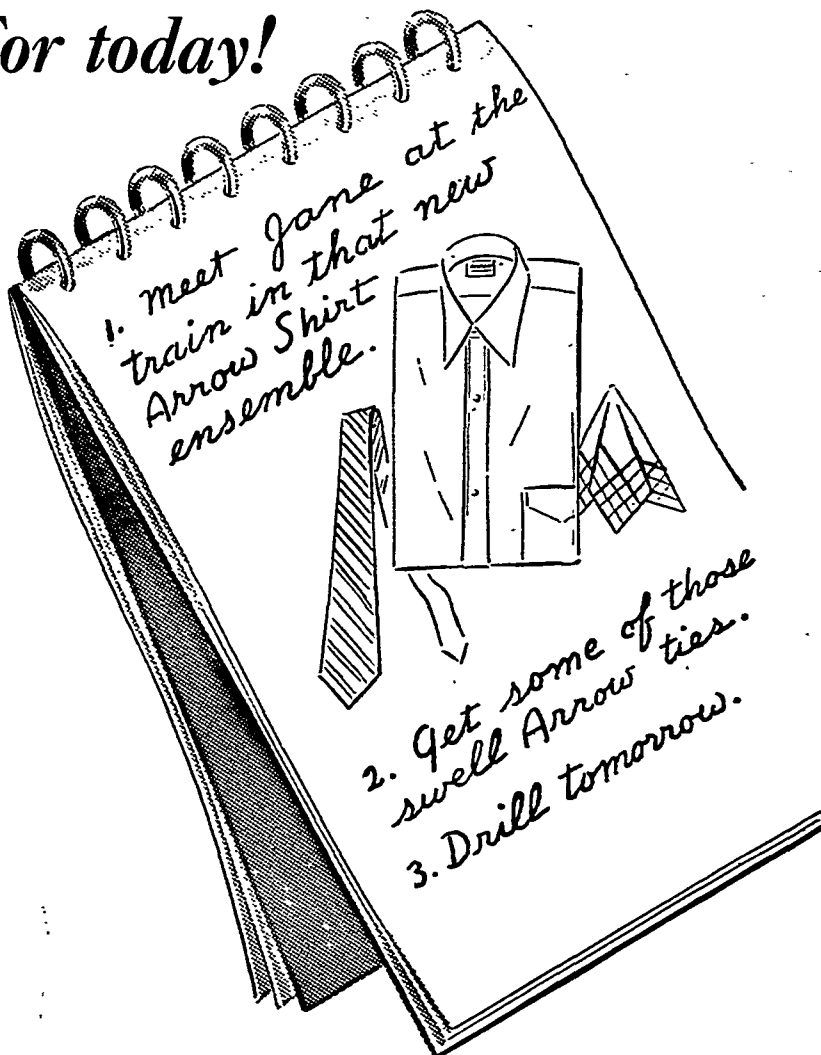 or today!
1. Meet Jane at the
train in that new
Arrow Shirt
ensemble.
2. Get some of those
swell Arrow ties.
3. Drill tomorrow.